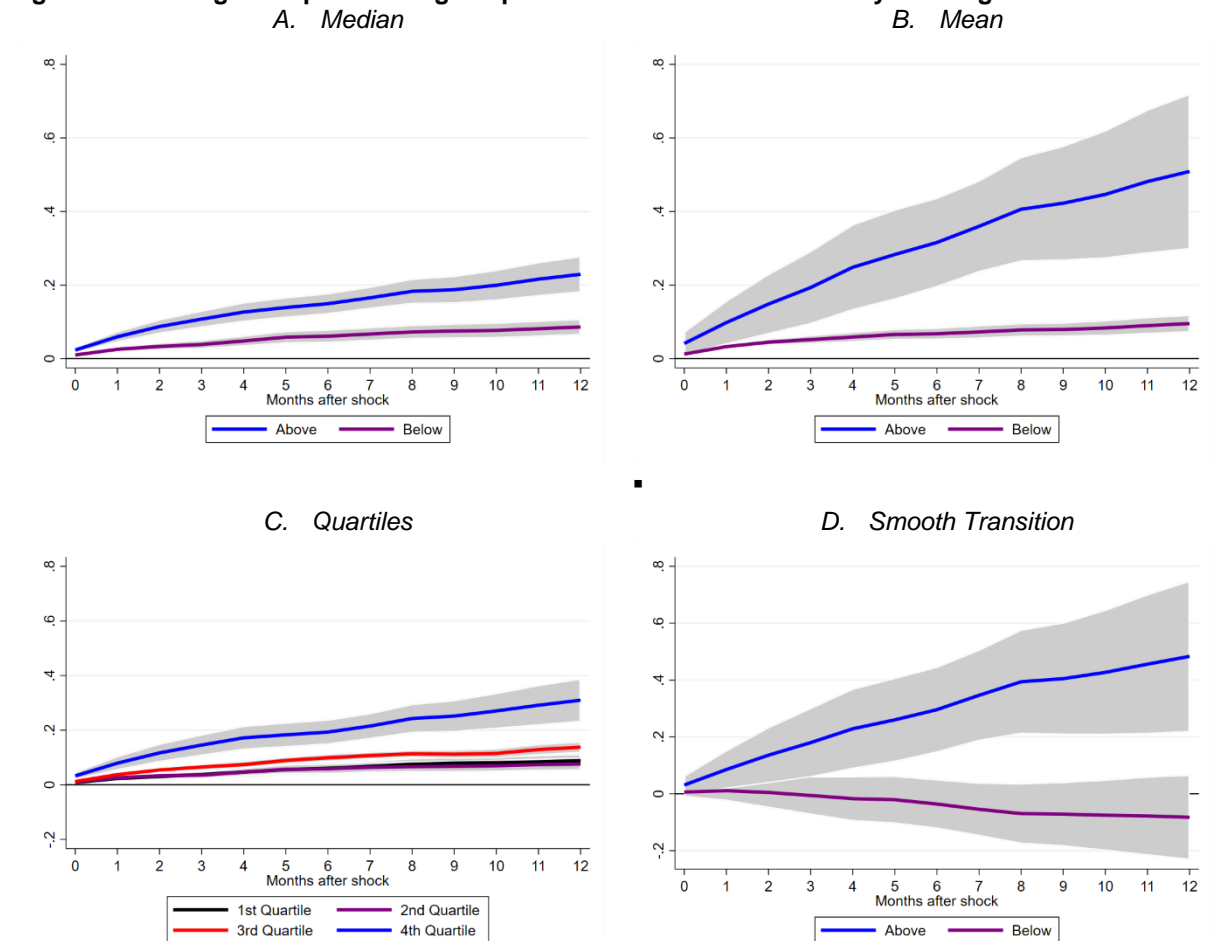 A. Median
B. Mean
.8
.6
.4
.2
0
0 1 2 3 4 5 6 7 8 9 10 11 12
Months after shock
Above Below
.8
.6
.4
.2
0
0 1 2 3 4 5 6 7 8 9 10 11 12
Months after shock
Above Below
C. Quartiles
D. Smooth Transition
.8
.6
.4
.2
0
-.2
0 1 2 3 4 5 6 7 8 9 10 11 12
Months after shock
1st Quartile 2nd Quartile
3rd Quartile 4th Quartile
.8
.6
.4
.2
0
-.2
0 1 2 3 4 5 6 7 8 9 10 11 12
Months after shock
Above Below